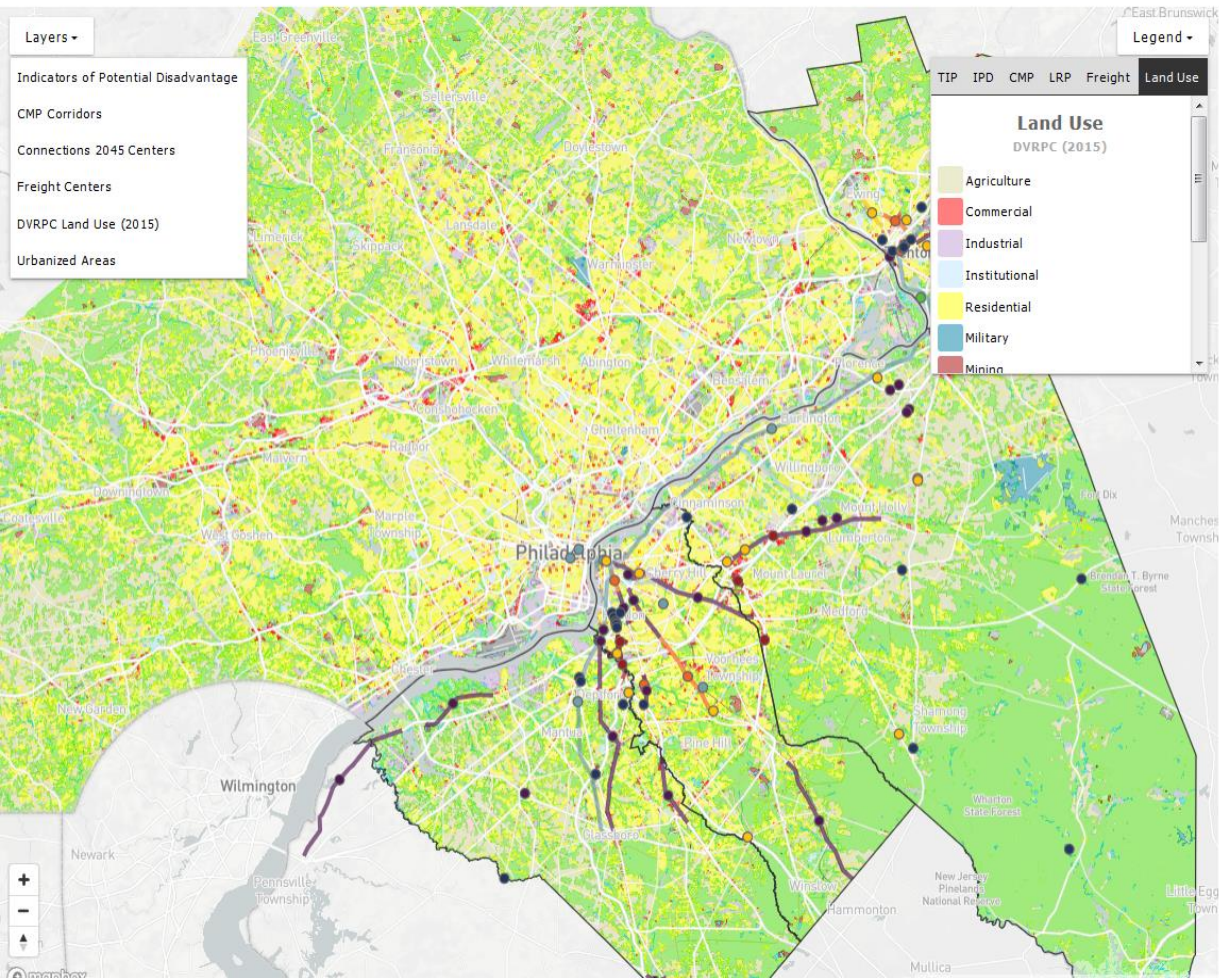 East Brunswick
Layers
Legend
East Greenville
Indicators of Potential Disadvantage
CMP Corridors
Connections 2045 Centers
Freight Centers
DVRPC Land Use (2015)
Urbanized Areas
TIP IPD CMP LRP Freight Land Use
Land Use
DVRPC (2015)
Agriculture
Commercial
Industrial
Institutional
Residential
Military
Mining
Sellersville
Franconia
Doylestown
Ewing
Limerick
Skippack
Lansdale
Newtown
Warminster
Phoenixville
Norristown
Whitemarsh
Abington
Bensalem
Florence
Conshohocken
Cheltenham
Burlington
Radnor
Malvern
Willingboro
Downingtown
Fort Dix
Coatesville
Cinnaminson
Mount Holly
West Goshen
Marple
Township
Lumberton
Philadelphia
Cherry Hill
Mount Laurel
Brendan T. Byrne
State Forest
Medford
Chester
Voorhees
Township
Deptford
New Garden
Mantua
Pine Hill
Shamong
Township
Wilmington
Wharton
State Forest
Glassboro
Newark
Pennsville
Township
Winslow
New Jersey
Pinelands
National Reserve
Little Egg
Hammonton
Mullica
mapbox